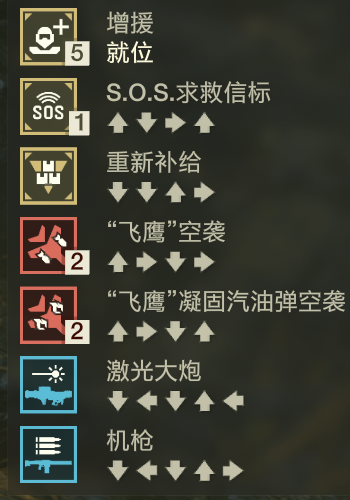 增援
5
就位
SOS
1
S.O.S.求救信标
↑ ↓ → ↑
重新补给
↓ ↓ ↑ →
“飞鹰”空袭
2
↑ → ↓ →
“飞鹰”凝固汽油弹空袭
2
↑ → ↓ ↑
激光大炮
↓ ← ↓ ↑ ←
机枪
↓ ← ↓ ↑ →